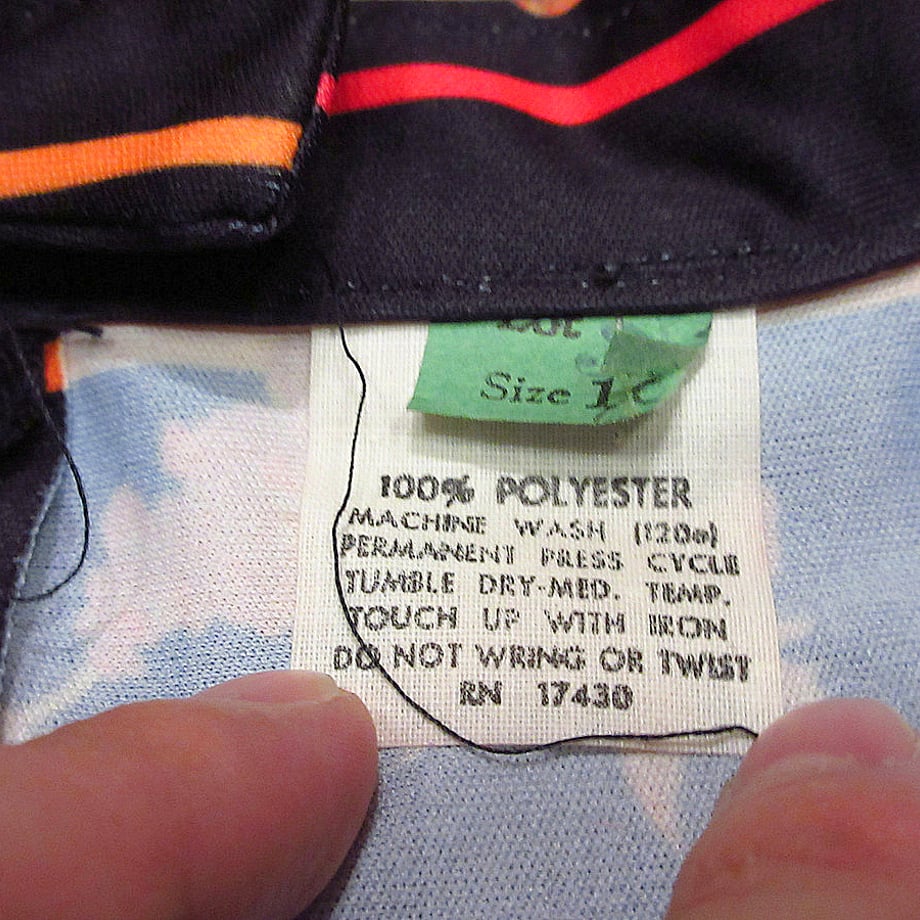 Lot
Size
100% POLYESTER
MACHINE WASH (120º)
PERMANENT PRESS CYCLE
TUMBLE DRY-MED. TEMP.
TOUCH UP WITH IRON
DO NOT WRING OR TWIST
RN 17430